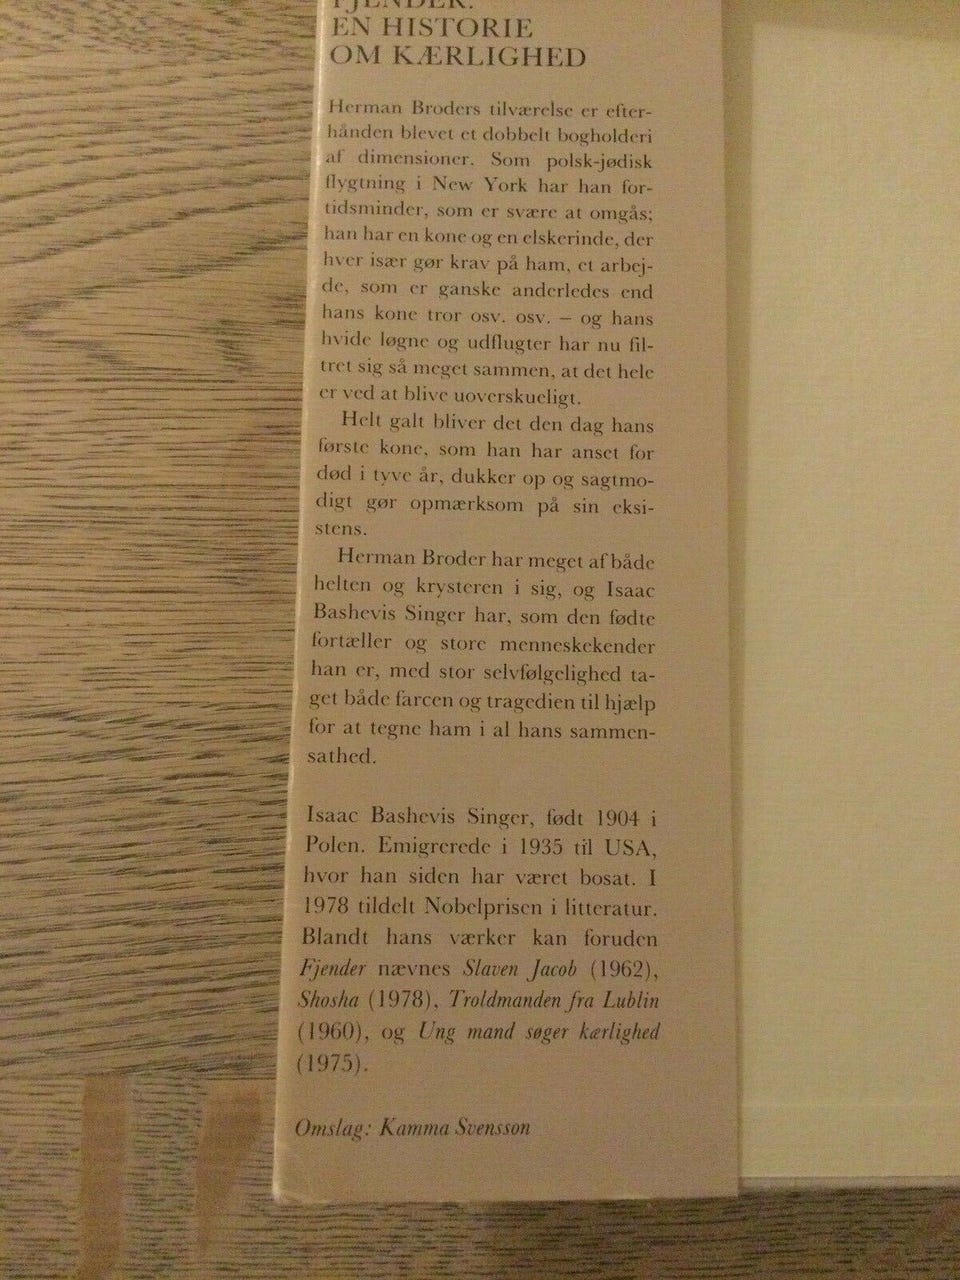 FJENDER.
EN HISTORIE
OM KÆRLIGHED
Herman Broders tilværelse er efter-
hånden blevet et dobbelt bogholderi
af dimensioner. Som polsk-jødisk
flygtning i New York har han for-
tidsminder, som er svære at omgås;
han har en kone og en elskerinde, der
hver især gør krav på ham, et arbej-
de, som er ganske anderledes end
hans kone tror osv. osv. – og hans
hvide løgne og udflugter har nu fil-
tret sig så meget sammen, at det hele
er ved at blive uoverskueligt.
Helt galt bliver det den dag hans
første kone, som han har anset for
død i tyve år, dukker op og sagtmo-
digt gør opmærksom på sin eksi-
stens.
Herman Broder har meget af både
helten og krysteren i sig, og Isaac
Bashevis Singer har, som den fødte
fortæller og store menneskekender
han er, med stor selvfølgelighed ta-
get både farcen og tragedien til hjælp
for at tegne ham i al hans sammen-
sathed.
Isaac Bashevis Singer, født 1904 i
Polen. Emigrerede i 1935 til USA,
hvor han siden har været bosat. I
1978 tildelt Nobelprisen i litteratur.
Blandt hans værker kan foruden
Fjender nævnes Slaven Jacob (1962),
Shosha (1978), Troldmanden fra Lublin
(1960), og Ung mand søger kærlighed
(1975).
Omslag: Kamma Svensson